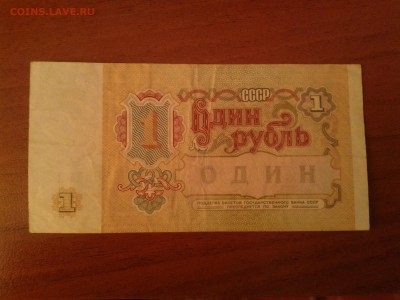 COINS.LAVE.RU
СССР
1
Один
рубль
1
ОДИН
1